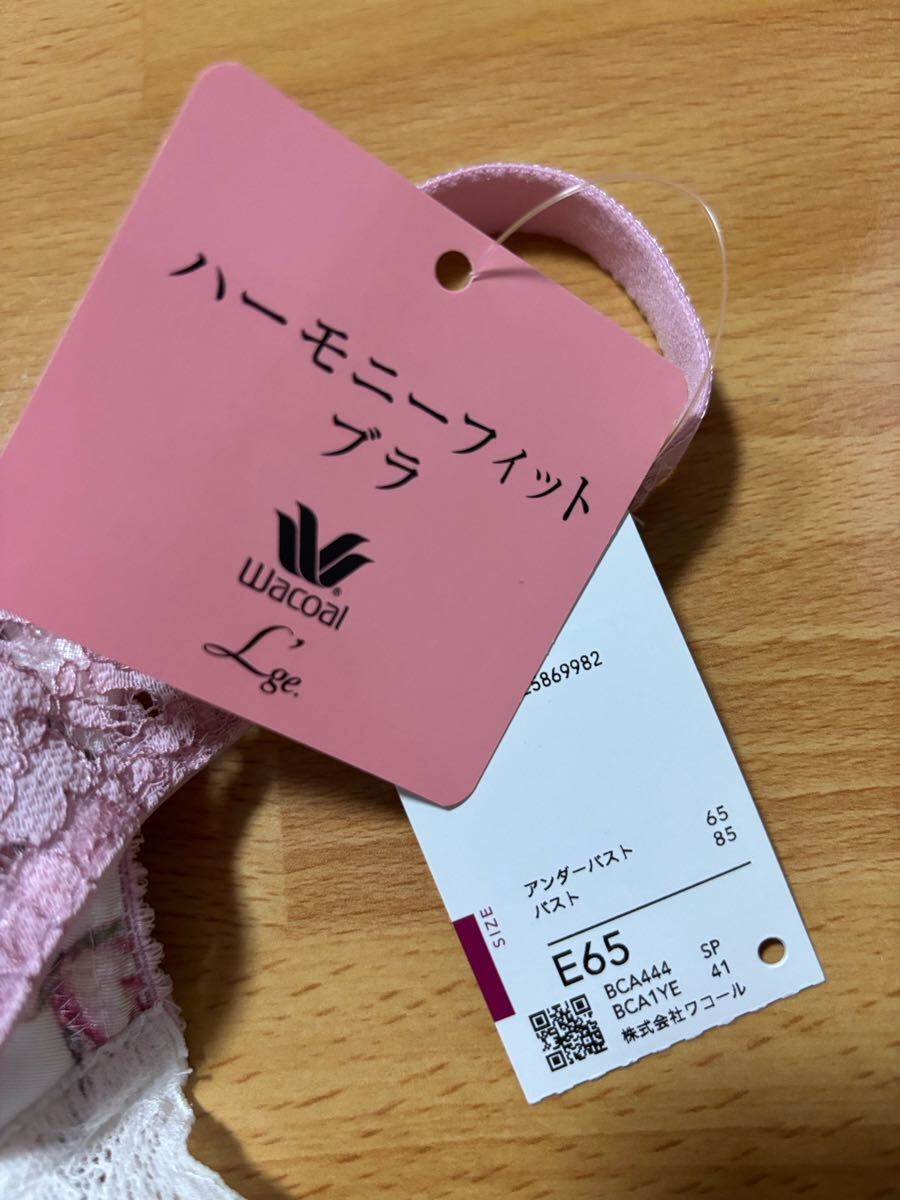 ハーモニーフィット
ブラ
Wacoal
L'ge.
5869982
アンダーバスト 65
バスト 85
SIZE
E65
BCA444 SP
BCA1YE 41
株式会社ワコール